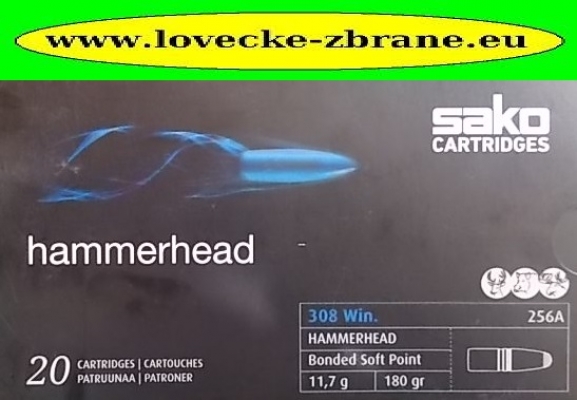 www.lovecke-zbrane.eu
sako
CARTRIDGES
hammerhead
308 Win. 256A
HAMMERHEAD
Bonded Soft Point
11,7 g 180 gr
20 CARTRIDGES | CARTOUCHES
PATRUUNAA | PATRONER